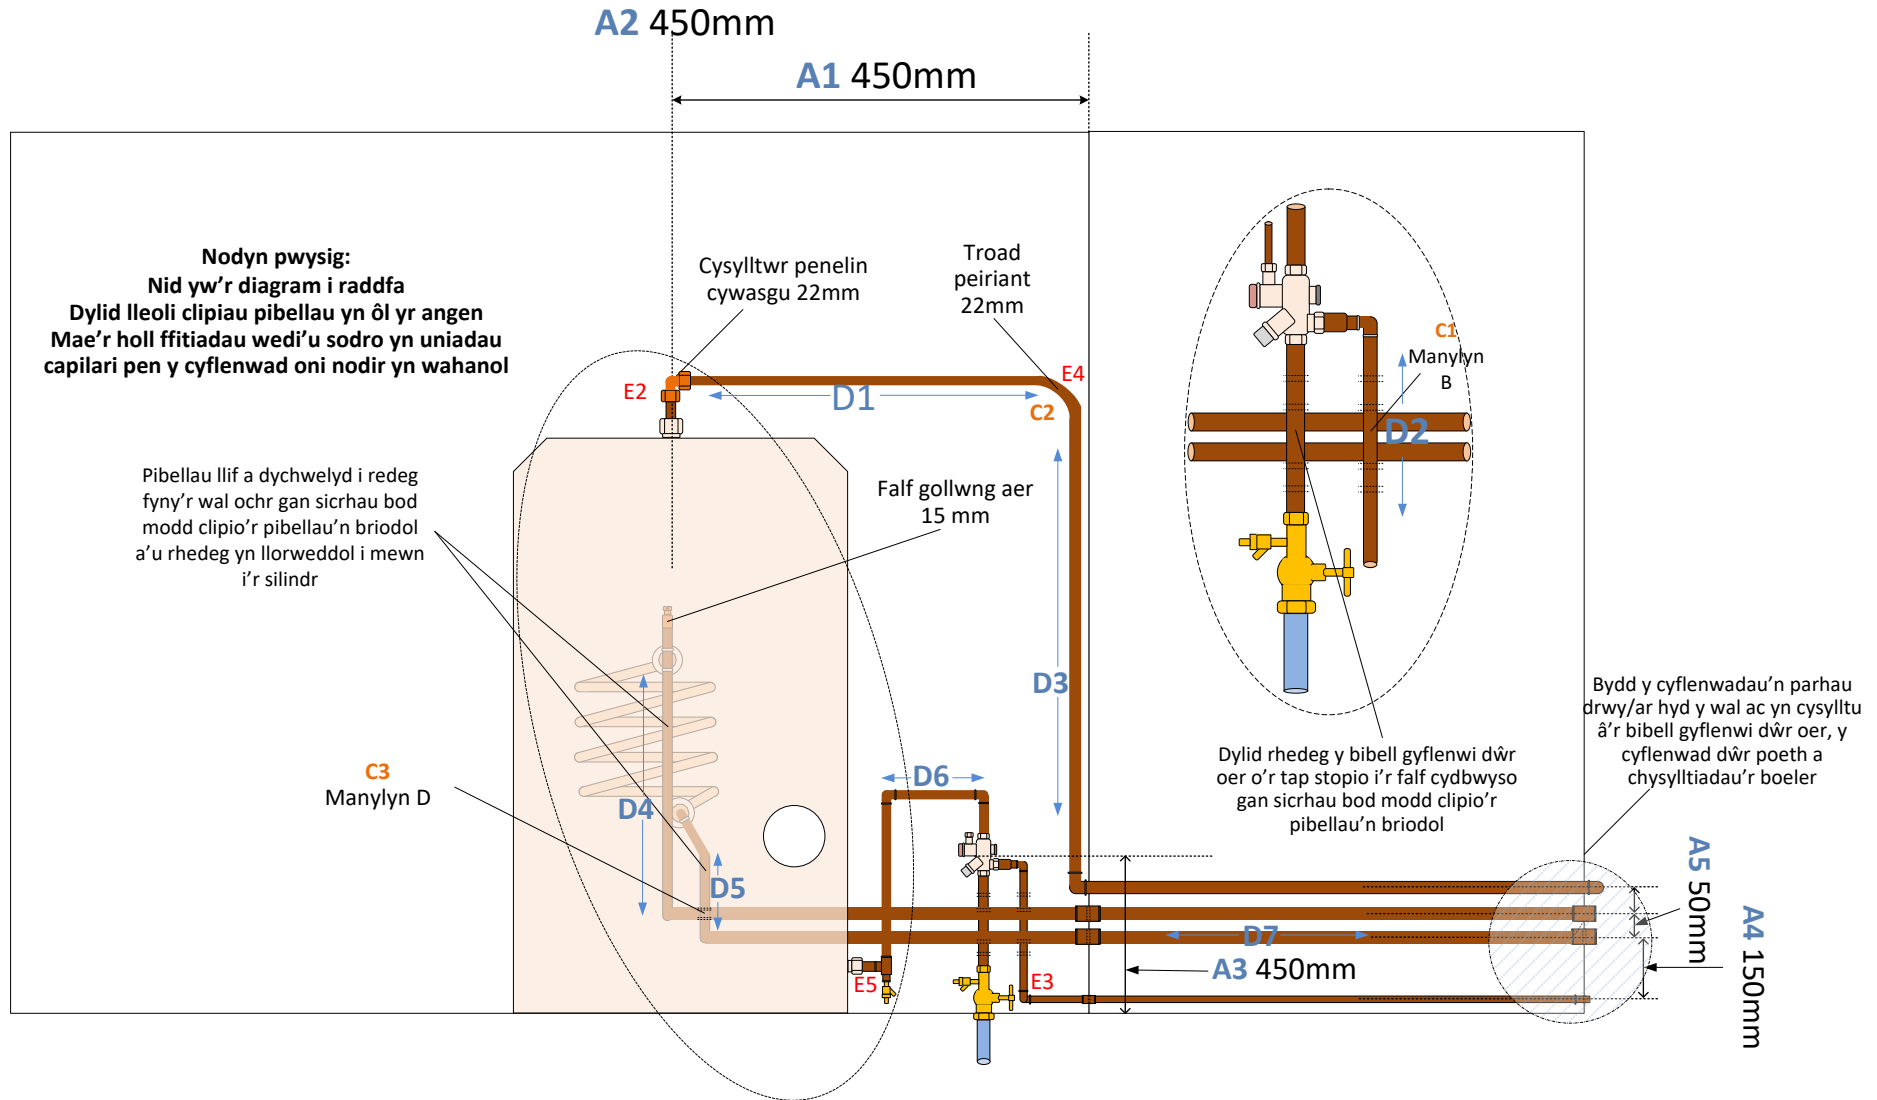 A2 450mm
A1 450mm
Nodyn pwysig:
Nid yw'r diagram i raddfa
Dylid lleoli clipiau pibellau yn ôl yr angen
Mae'r holl ffitiadau wedi'u sodro yn uniadau
capilari pen y cyflenwad oni nodir yn wahanol
Cysylltwr penelin
cywasgu 22mm
Troad
peiriant
22mm
E2
E4
D1
C2
C1
Manylyn
B
D2
Pibellau llif a dychwelyd i redeg
fyny'r wal ochr gan sicrhau bod
modd clipio'r pibellau'n briodol
a'u rhedeg yn llorweddol i mewn
i'r silindr
Falf gollwng aer
15 mm
D3
Bydd y cyflenwadau'n parhau
drwy/ar hyd y wal ac yn cysylltu
â'r bibell gyflenwi dŵr oer, y
cyflenwad dŵr poeth a
chysylltiadau'r boeler
Dylid rhedeg y bibell gyflenwi dŵr
oer o'r tap stopio i'r falf cydbwyso
gan sicrhau bod modd clipio'r
pibellau'n briodol
C3
Manylyn D
D4
D6
D5
D7
A3 450mm
E5
E3
A5 50mm
A4 150mm